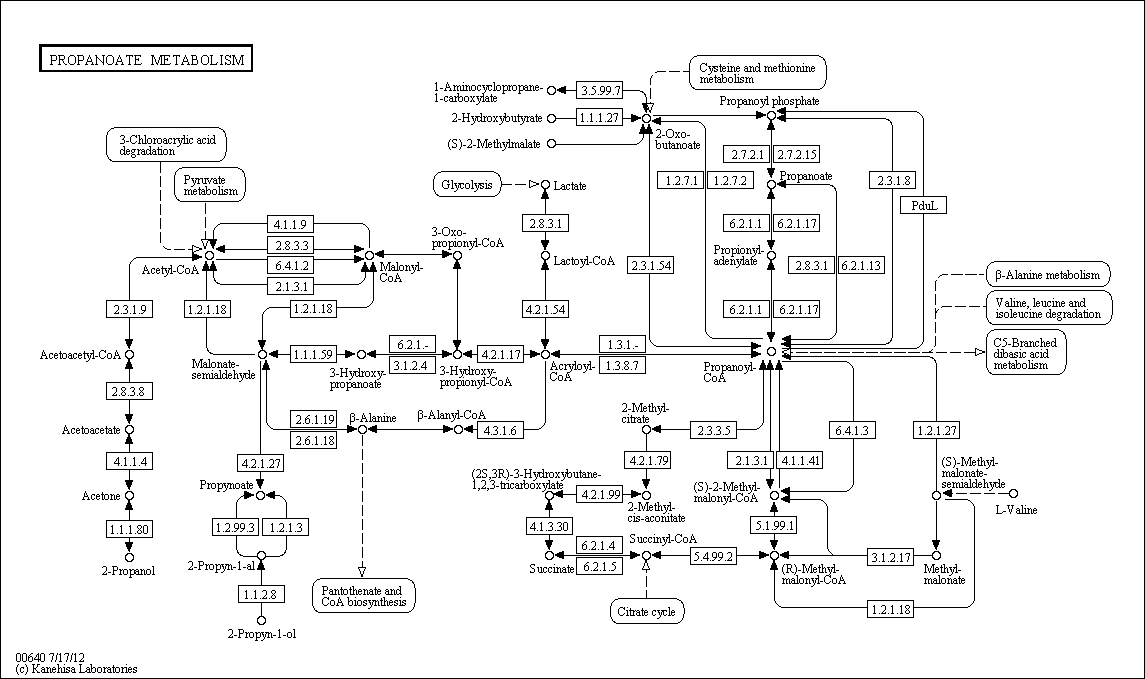 PROPANOATE METABOLISM
Cysteine and methionine
metabolism
1-Aminocyclopropane-
1-carboxylate
3.5.99.7
Propanoyl phosphate
2-Hydroxybutyrate
1.1.1.27
2-Oxo-
butanoate
(S)-2-Methylmalate
3-Chloroacrylic acid
degradation
2.7.2.1
2.7.2.15
Pyruvate
metabolism
Glycolysis
Lactate
1.2.7.1
1.2.7.2
Propanoate
2.3.1.8
PduL
4.1.1.9
2.8.3.1
6.2.1.1
6.2.1.17
3-Oxo-
propionyl-CoA
2.8.3.3
Acetyl-CoA
6.4.1.2
Malonyl-
CoA
Lactoyl-CoA
Propionyl-
adenylate
2.3.1.54
2.8.3.1
6.2.1.13
β-Alanine metabolism
2.1.3.1
2.3.1.9
1.2.1.18
1.2.1.18
4.2.1.54
6.2.1.1
6.2.1.17
Valine, leucine and
isoleucine degradation
Acetoacetyl-CoA
Malonate-
semialdehyde
1.1.1.59
3-Hydroxy-
propanoate
6.2.1.-
3.1.2.4
3-Hydroxy-
propionyl-CoA
4.2.1.17
Acryloyl-
CoA
1.3.1.-
1.3.8.7
Propanoyl-
CoA
C5-Branched
dibasic acid
metabolism
2.8.3.8
2.6.1.19
2.6.1.18
β-Alanine
β-Alanyl-CoA
4.3.1.6
2-Methyl-
citrate
2.3.3.5
6.4.1.3
1.2.1.27
Acetoacetate
4.1.1.4
4.2.1.27
4.2.1.79
2.1.3.1
4.1.1.41
(S)-Methyl-
malonate-
semialdehyde
(2S,3R)-3-Hydroxybutane-
1,2,3-tricarboxylate
Propynoate
Acetone
4.2.1.99
2-Methyl-
cis-aconitate
(S)-2-Methyl-
malonyl-CoA
L-Valine
1.1.1.80
1.2.99.3
1.2.1.3
4.1.3.30
5.1.99.1
2-Propanol
2-Propyn-1-al
Succinate
6.2.1.4
6.2.1.5
Succinyl-CoA
5.4.99.2
(R)-Methyl-
malonyl-CoA
3.1.2.17
Methyl-
malonate
1.1.2.8
Pantothenate and
CoA biosynthesis
Citrate cycle
1.2.1.18
2-Propyn-1-ol
00640 7/17/12
(c) Kanehisa Laboratories